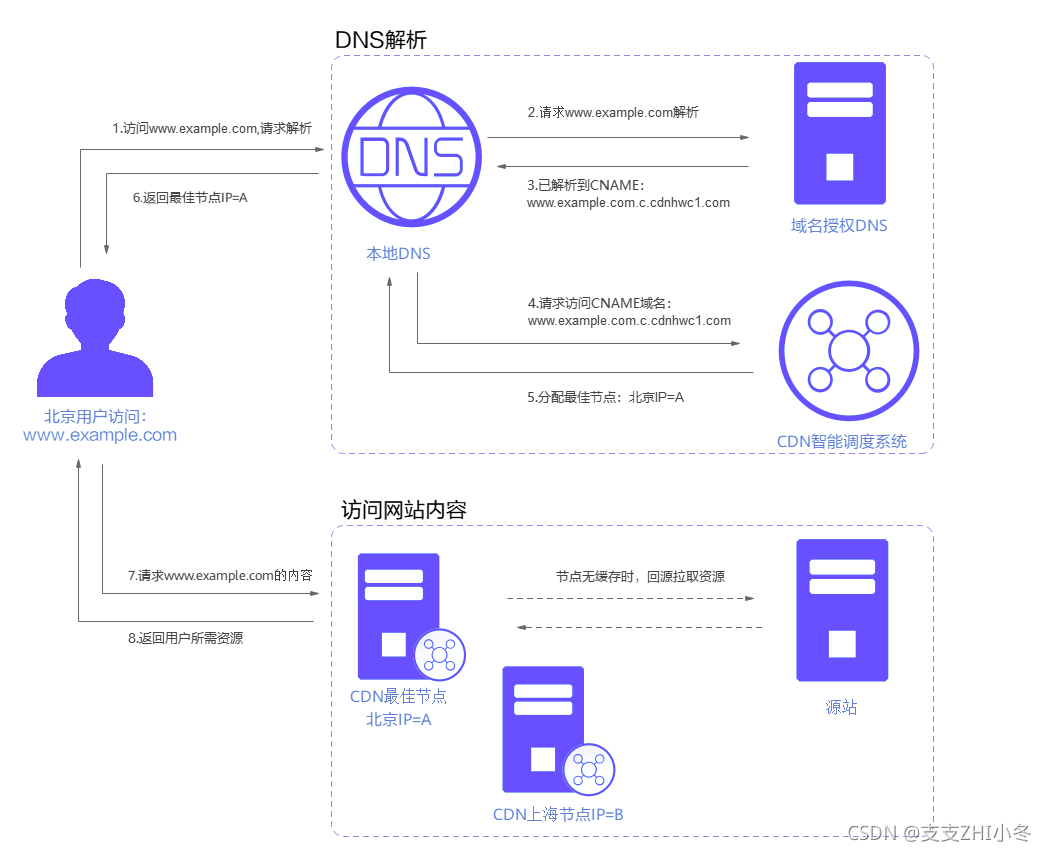 DNS解析
1.访问www.example.com,请求解析
6.返回最佳节点IP=A
DNS
本地DNS
2.请求www.example.com解析
3.已解析到CNAME：
www.example.com.c.cdnhwc1.com
域名授权DNS
4.请求访问CNAME域名：
www.example.com.c.cdnhwc1.com
5.分配最佳节点：北京IP=A
CDN智能调度系统
北京用户访问：
www.example.com
访问网站内容
7.请求www.example.com的内容
8.返回用户所需资源
节点无缓存时，回源拉取资源
CDN最佳节点
北京IP=A
源站
CDN上海节点IP=B
CSDN @支支ZHI小冬